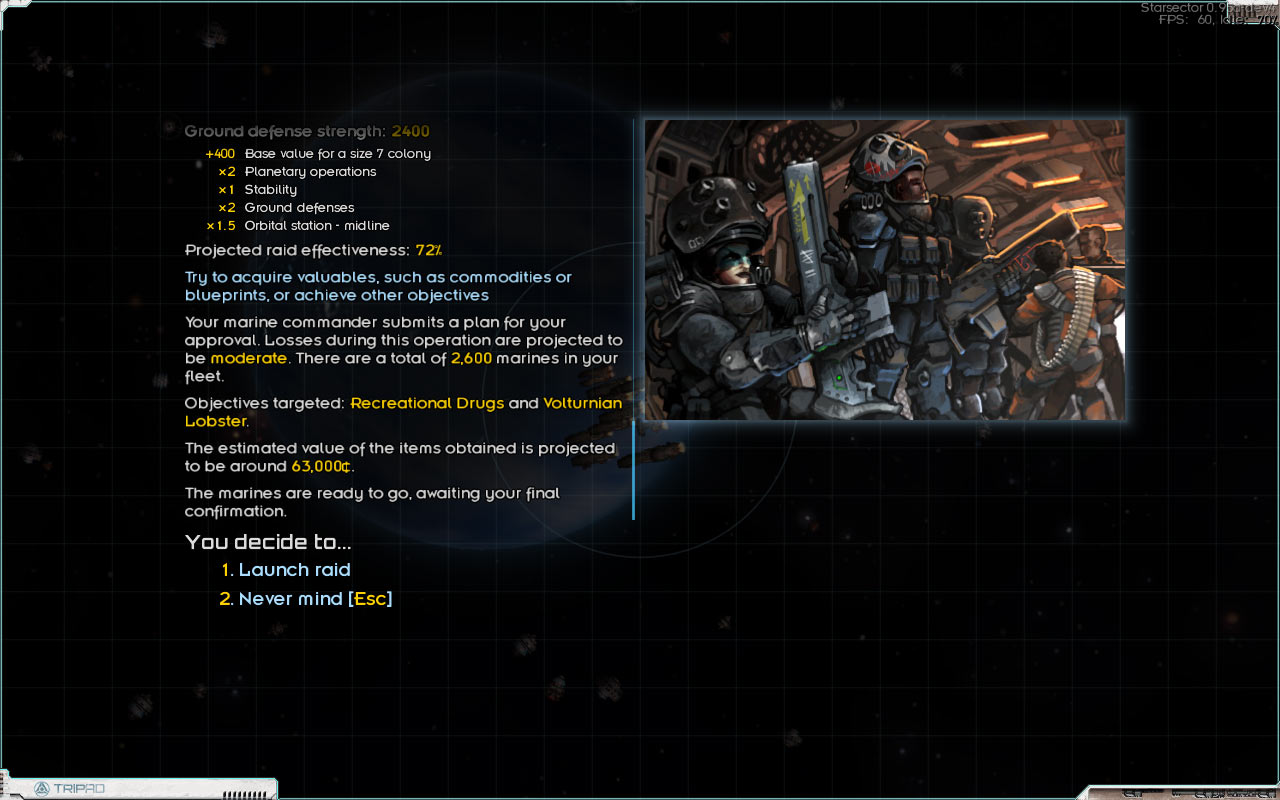 Starsector 0.95
FPS: 60, Idle: 70%
Ground defense strength: 2400
+400 Base value for a size 7 colony
×2 Planetary operations
×1 Stability
×2 Ground defenses
×1.5 Orbital station - midline
Projected raid effectiveness: 72%
Try to acquire valuables, such as commodities or
blueprints, or achieve other objectives
Your marine commander submits a plan for your
approval. Losses during this operation are projected to
be moderate. There are a total of 2,600 marines in your
fleet.
Objectives targeted: Recreational Drugs and Volturnian
Lobster.
The estimated value of the items obtained is projected
to be around 63,000¢.
The marines are ready to go, awaiting your final
confirmation.
You decide to...
1. Launch raid
2. Never mind [Esc]
TRIPAD